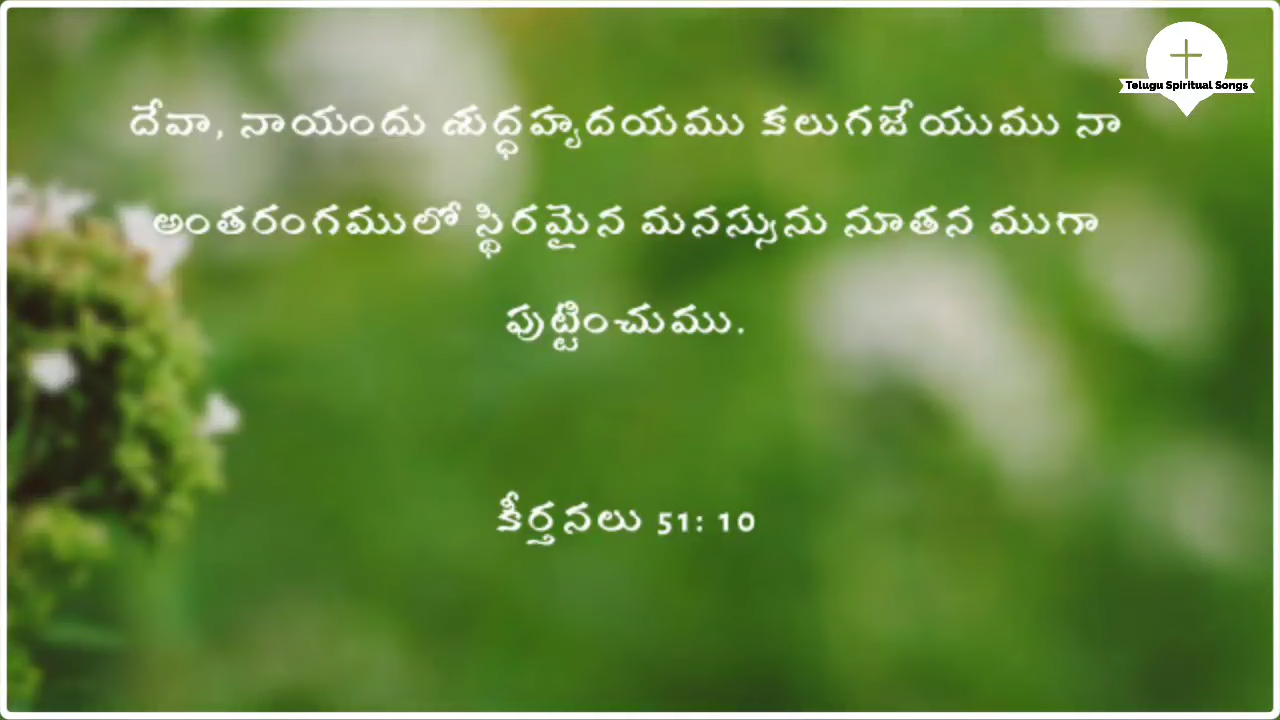 Telugu Spiritual Songs
దేవా, నాయందు శుద్ధహృదయము కలుగజేయుము నా
అంతరంగములో స్థిరమైన మనస్సును నూతన ముగా
పుట్టించుము.
కీర్తనలు 51: 10